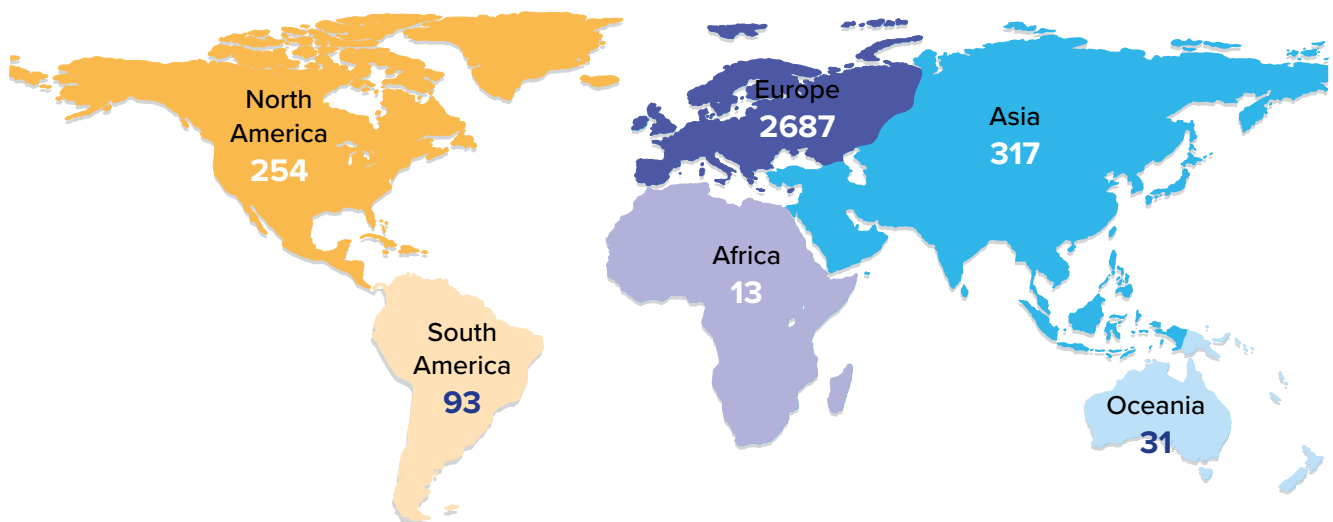 North
America
254
Europe
2687
Asia
317
Africa
13
South
America
93
Oceania
31